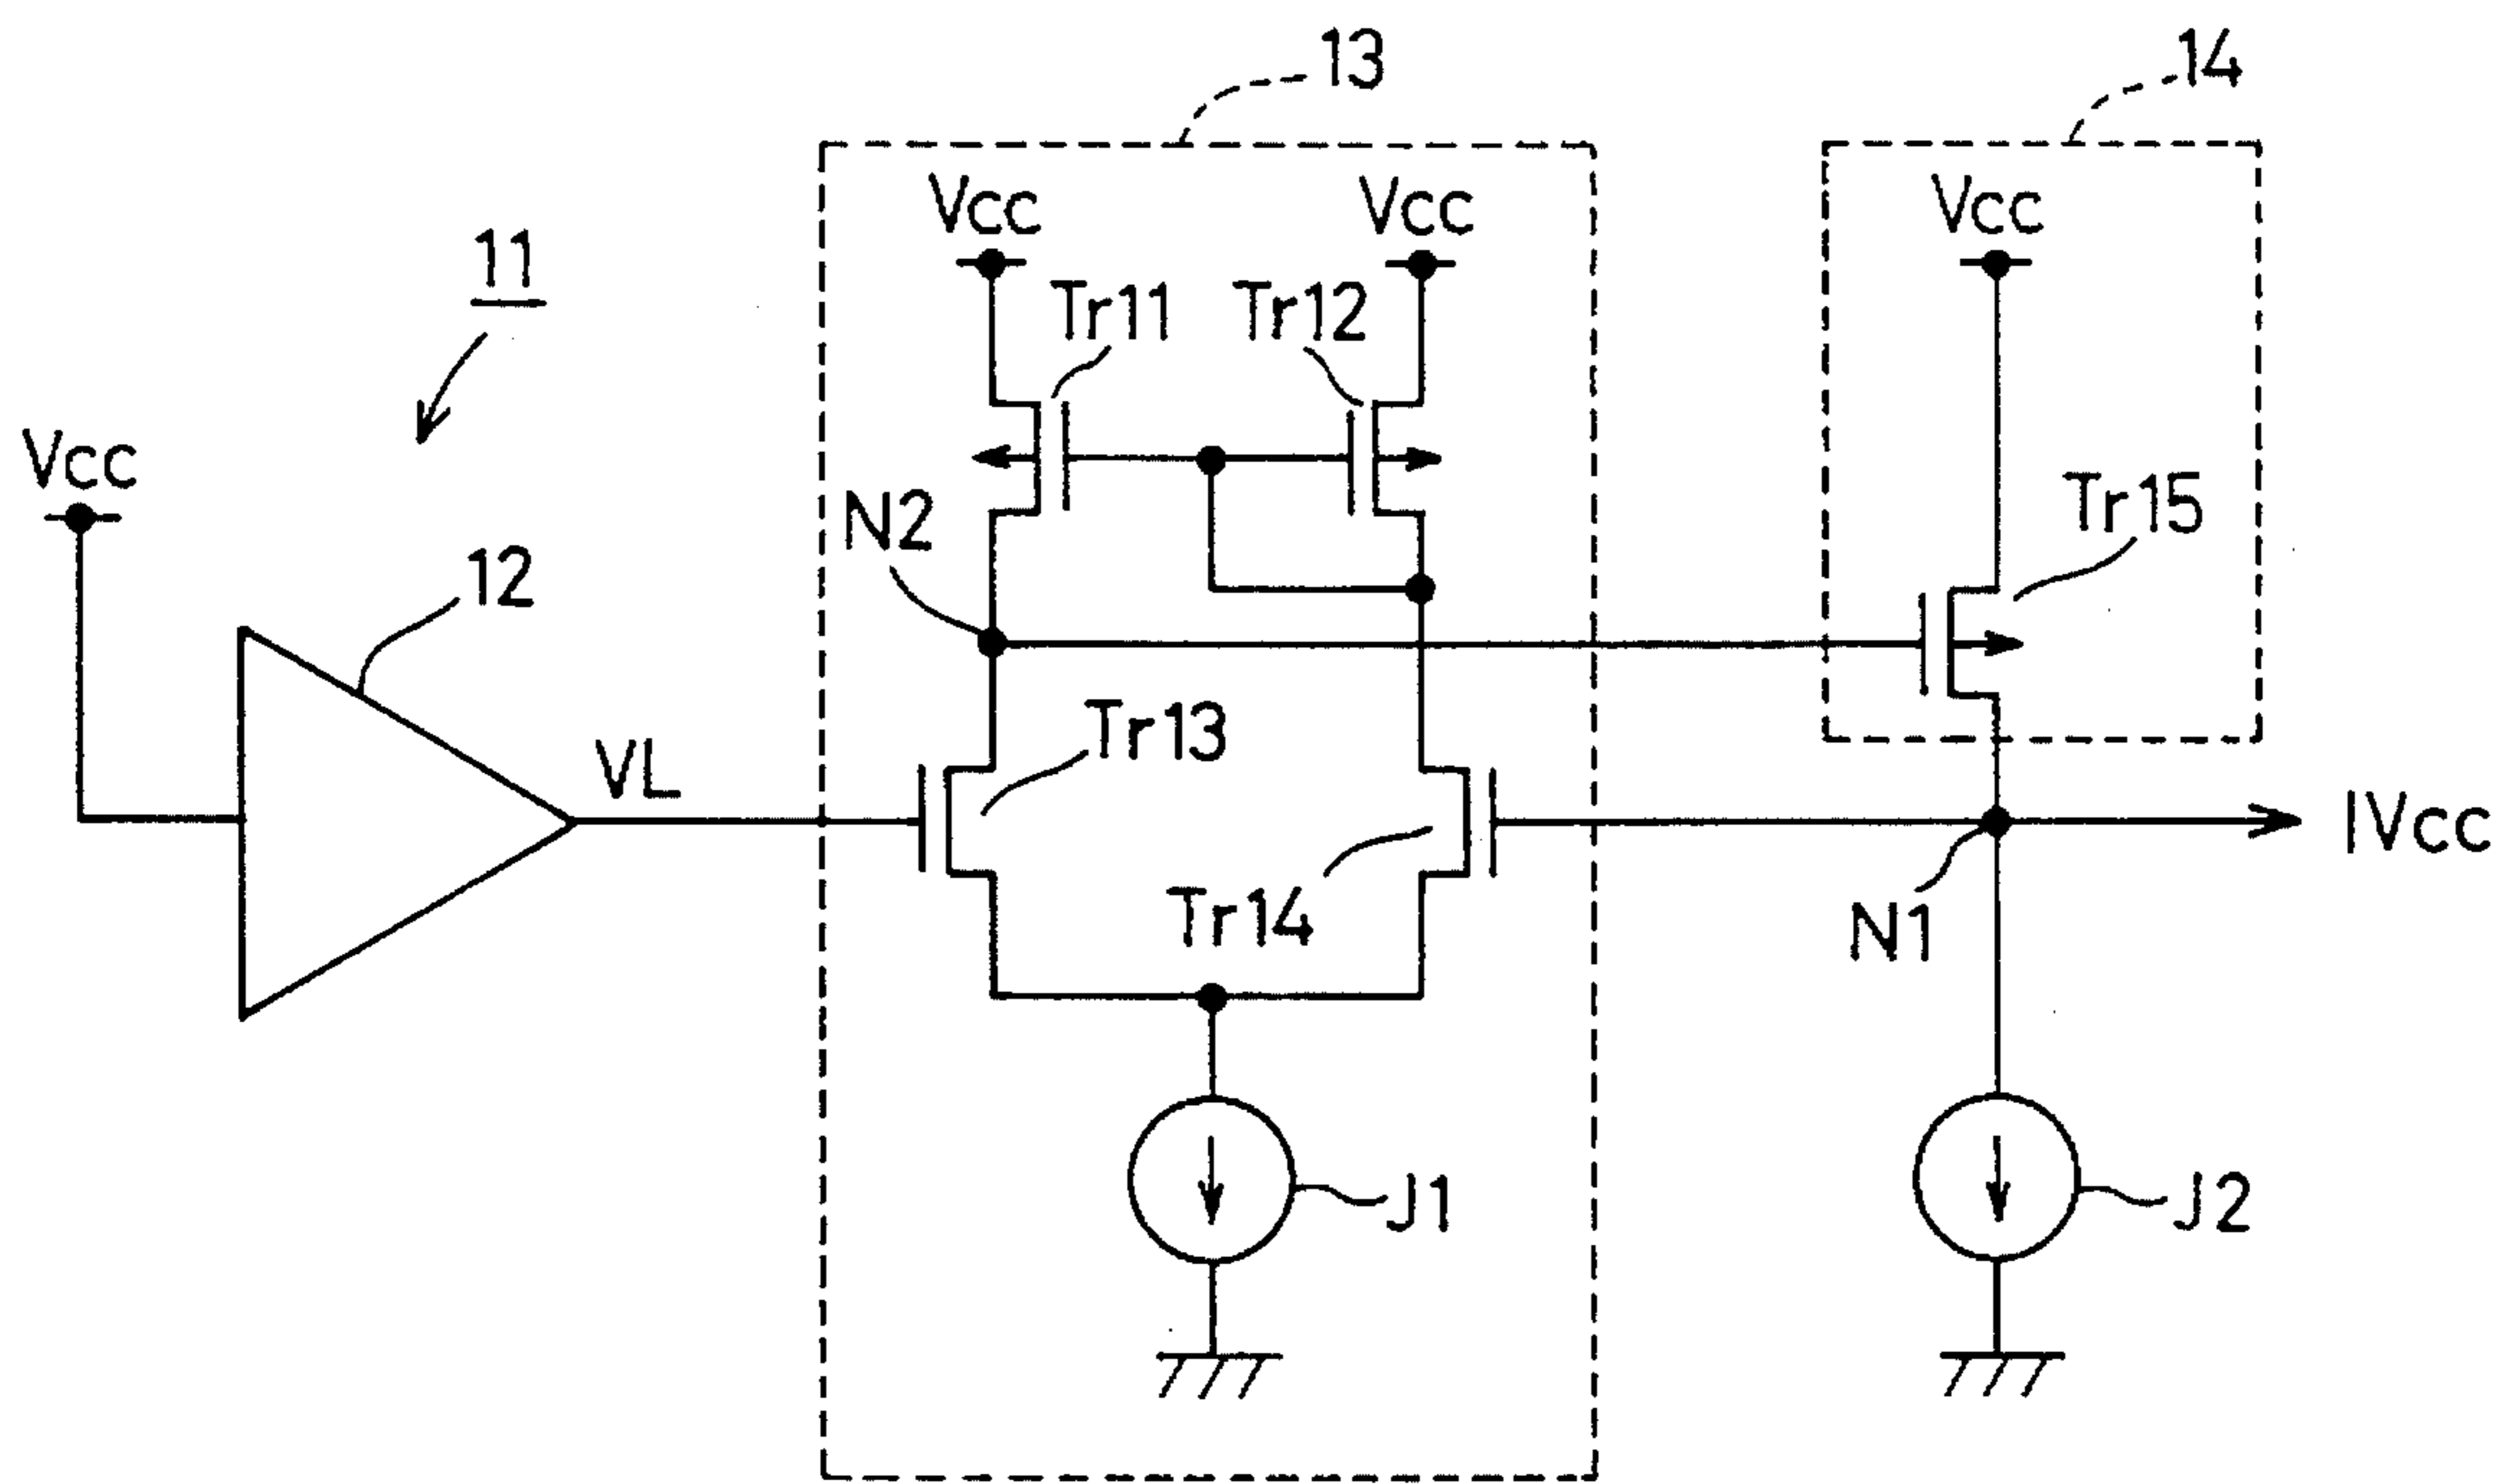 13
14
Vcc
Vcc
Vcc
11
Tr11
Tr12
Vcc
N2
Tr15
12
Tr13
VL
IVcc
Tr14
N1
J1
J2